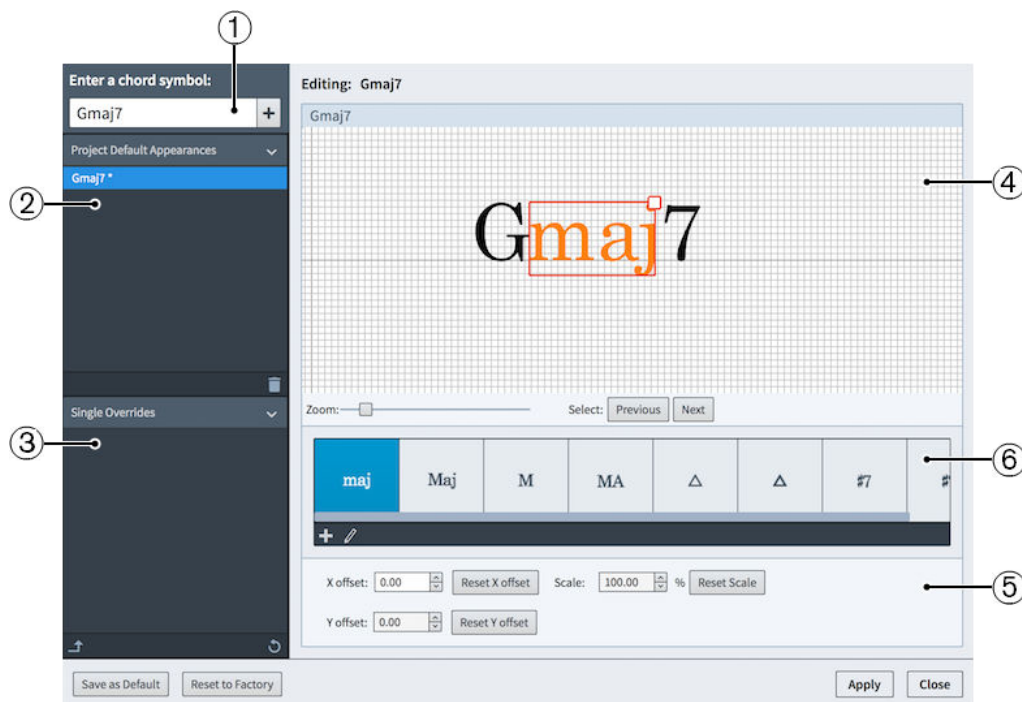 1
Enter a chord symbol:
Gmaj7 +
Project Default Appearances
Gmaj7 *
2
Single Overrides
3
Editing: Gmaj7
Gmaj7
Gmaj7
4
Zoom: Select: Previous Next
maj Maj M MA △ △ ♯7
6
X offset: 0.00 Reset X offset Scale: 100.00 % Reset Scale
5
Y offset: 0.00 Reset Y offset
Save as Default Reset to Factory Apply Close